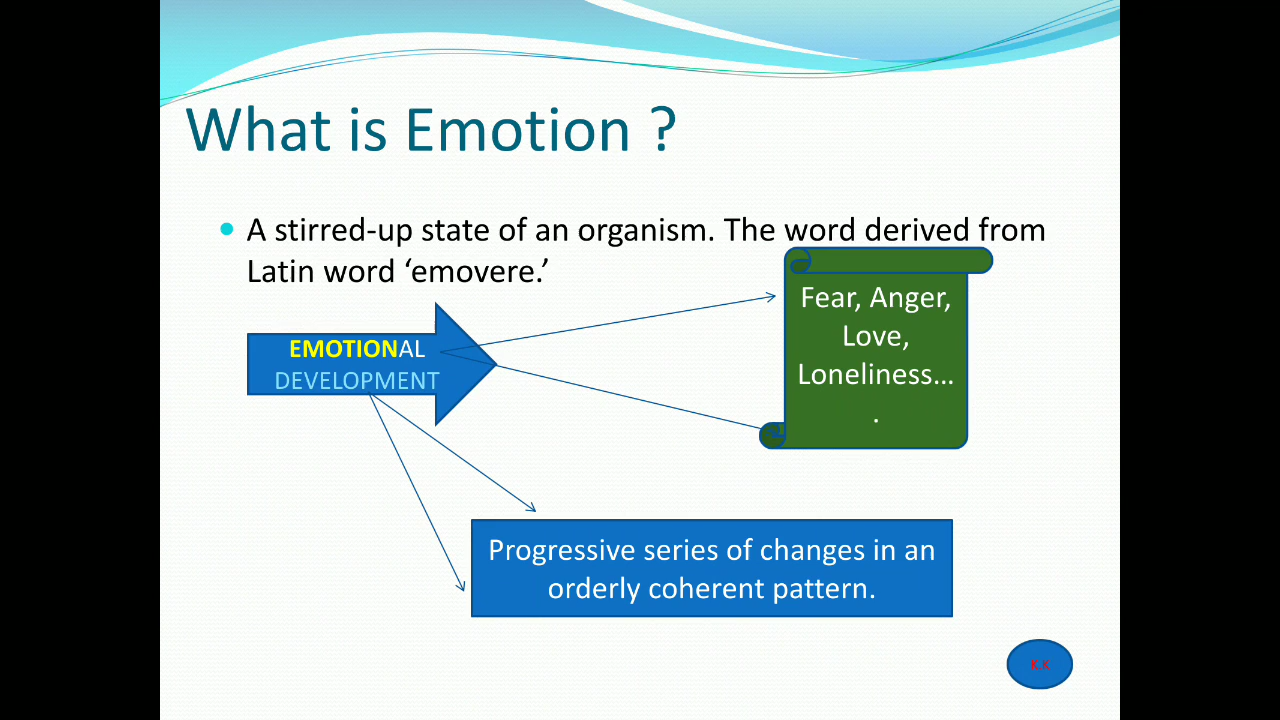 What is Emotion ?
A stirred-up state of an organism. The word derived from
Latin word ‘emovere.’
EMOTIONAL
DEVELOPMENT
Fear, Anger,
Love,
Loneliness...
.
Progressive series of changes in an
orderly coherent pattern.
K.K